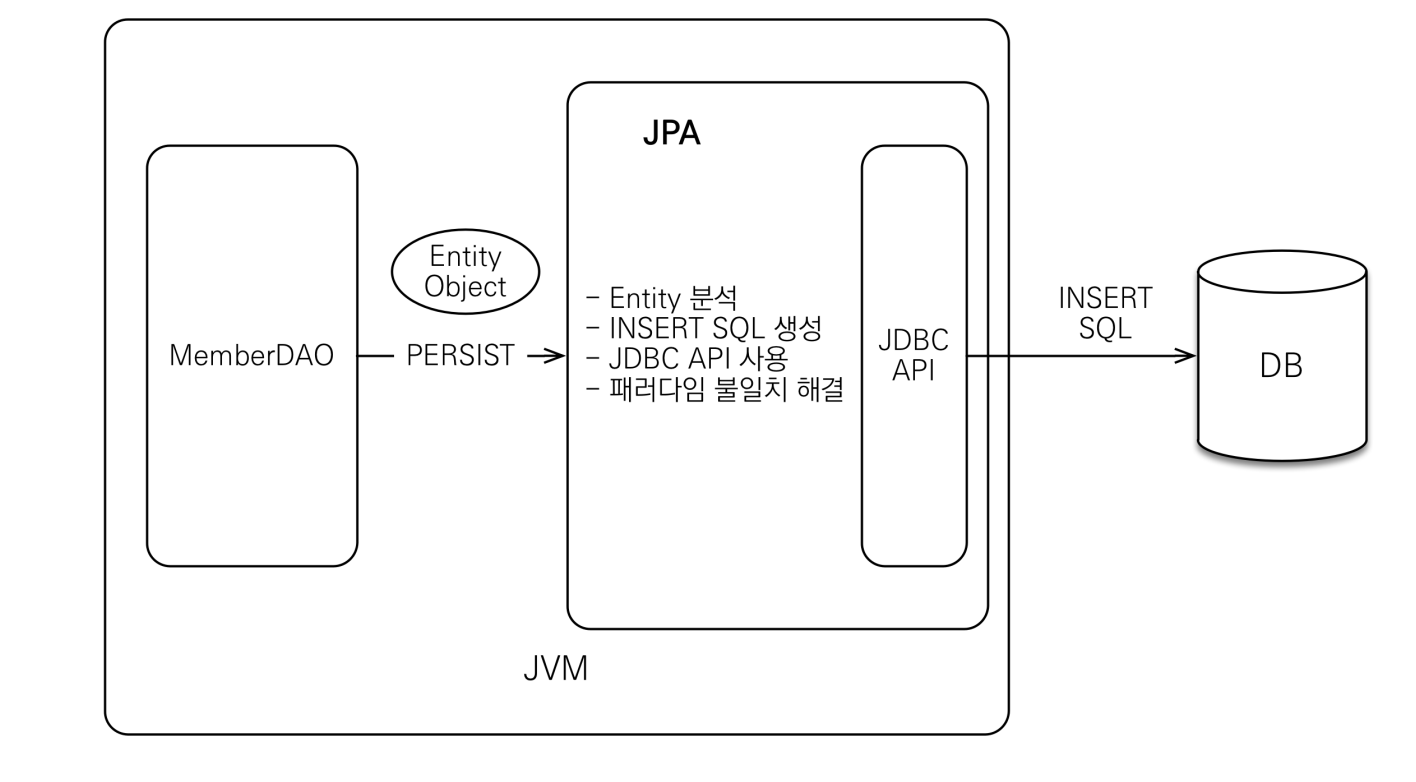 JPA
MemberDAO
Entity
Object
PERSIST
– Entity 분석
– INSERT SQL 생성
– JDBC API 사용
– 패러다임 불일치 해결
JDBC
API
INSERT
SQL
DB
JVM